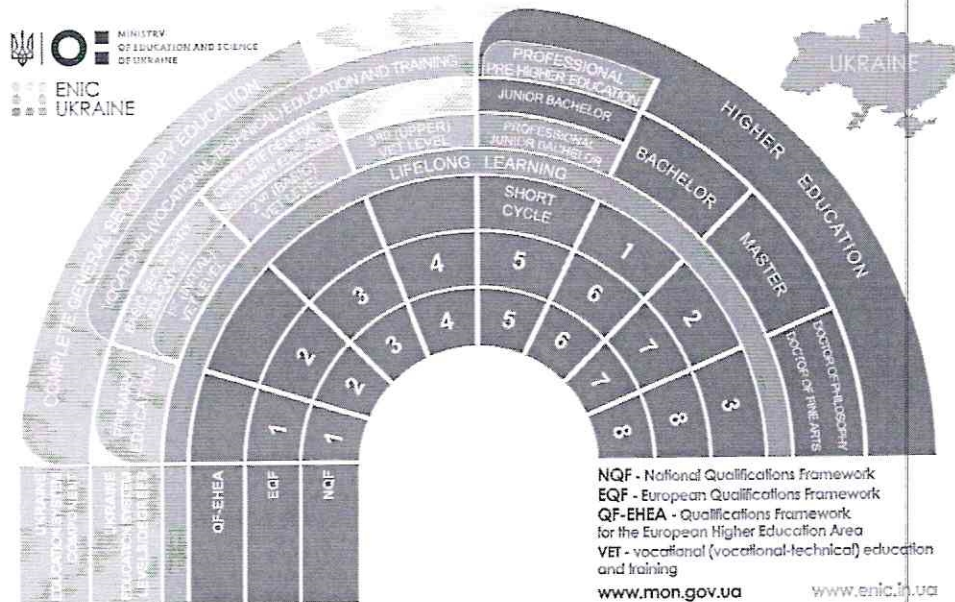 MINISTRY
OF EDUCATION AND SCIENCE
OF UKRAINE
ENIC
UKRAINE
UKRAINE
COMPLETE GENERAL SECONDARY EDUCATION
VOCATIONAL (VOCATIONAL-TECHNICAL) EDUCATION AND TRAINING
PROFESSIONAL
PRE-HIGHER EDUCATION
HIGHER
EDUCATION
JUNIOR BACHELOR
PROFESSIONAL
JUNIOR BACHELOR
BACHELOR
MASTER
DOCTOR OF PHILOSOPHY
DOCTOR OF FINE ARTS
3RD (UPPER)
VET LEVEL
VET LEVEL
1ST (INITIAL)
VET LEVEL
PRIMARY
EDUCATION
LIFELONG LEARNING
SHORT
CYCLE
1
2
3
1
2
3
4
5
6
7
8
1
2
3
4
5
6
7
8
QF-EHEA
EQF
NQF
NQF - National Qualifications Framework
EQF - European Qualifications Framework
QF-EHEA - Qualifications Framework
for the European Higher Education Area
VET - vocational (vocational-technical) education
and training
www.mon.gov.ua
www.enic.in.ua